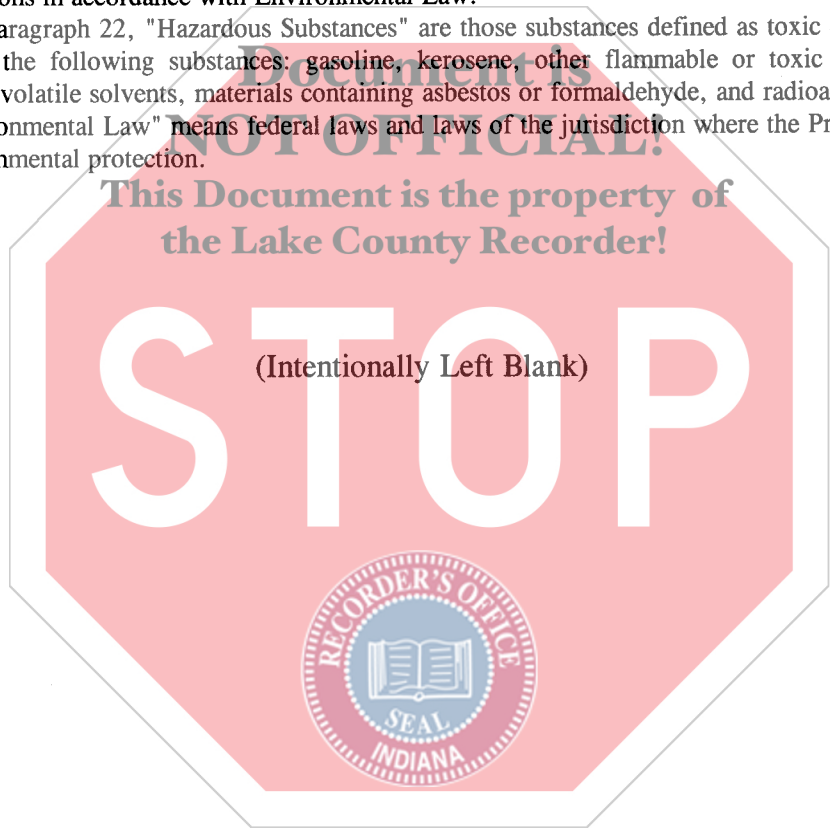 ons in accordance with Environmental Law.
aragraph 22, "Hazardous Substances" are those substances defined as toxic
the following substances: gasoline, kerosene, other flammable or toxic
volatile solvents, materials containing asbestos or formaldehyde, and radioa
onmental Law" means federal laws and laws of the jurisdiction where the Pr
nmental protection.
Document is
NOT OFFICIAL!
This Document is the property of
the Lake County Recorder!
STOP
(Intentionally Left Blank)
RECORDER'S OFFICE
SEAL
INDIANA